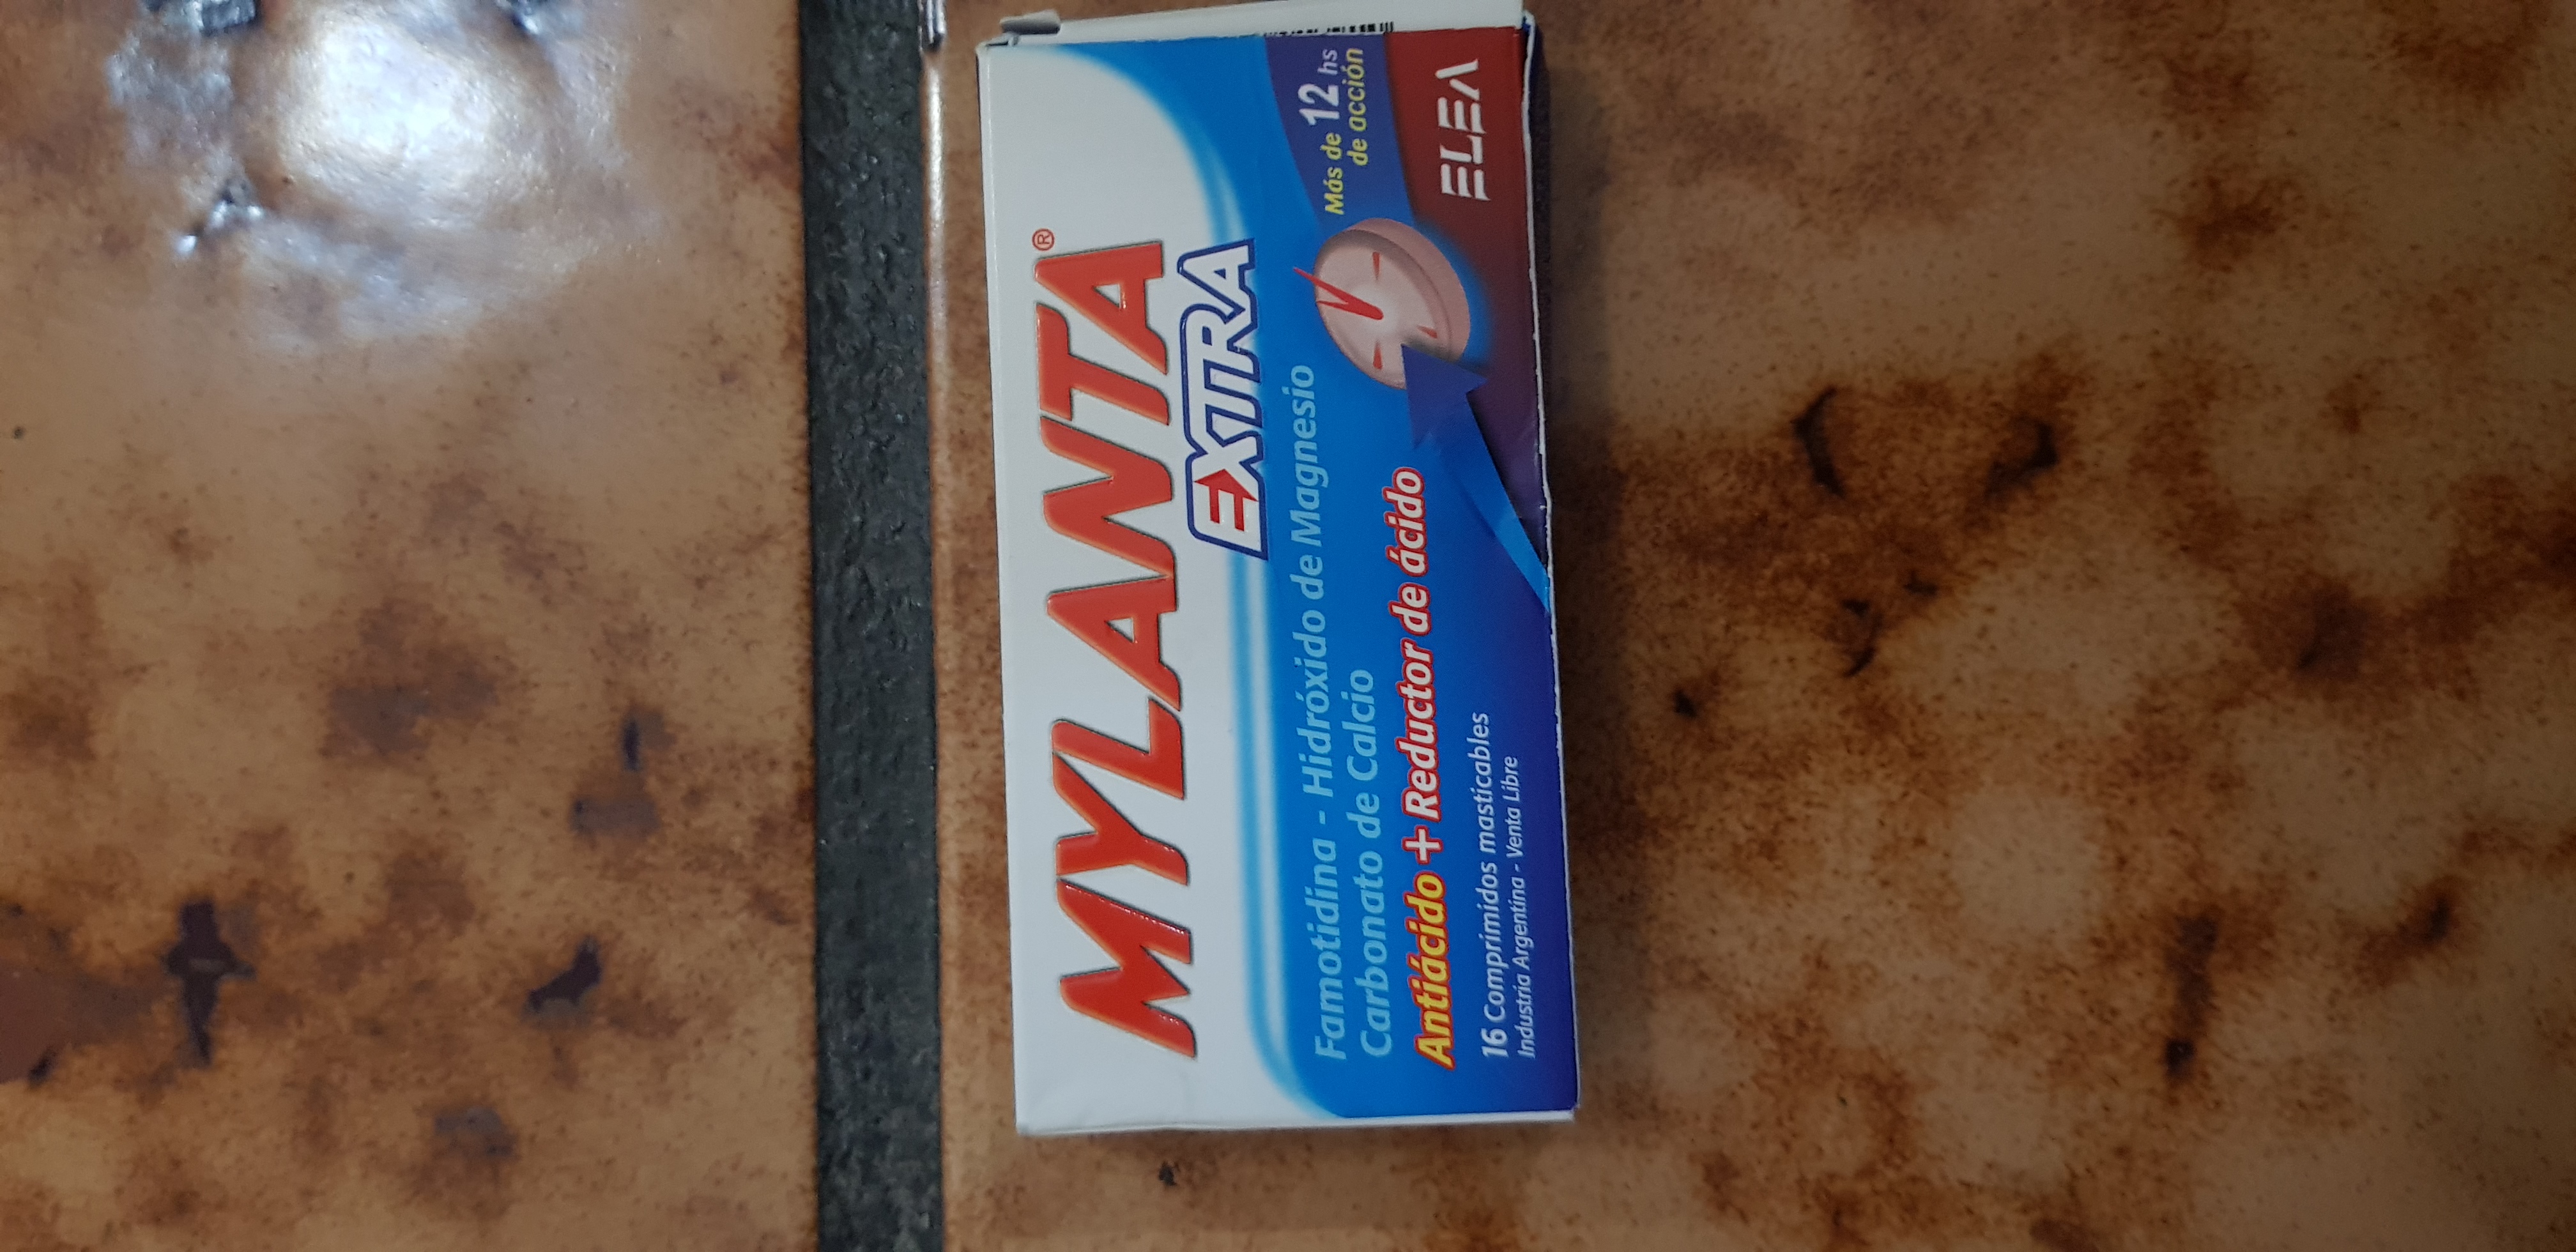 MYLANTA®
EXTRA
Famotidina - Hidróxido de Magnesio
Carbonato de Calcio
Antiácido + Reductor de ácido
16 Comprimidos masticables
Industria Argentina - Venta Libre
Más de 12 hs
de acción
ELEA